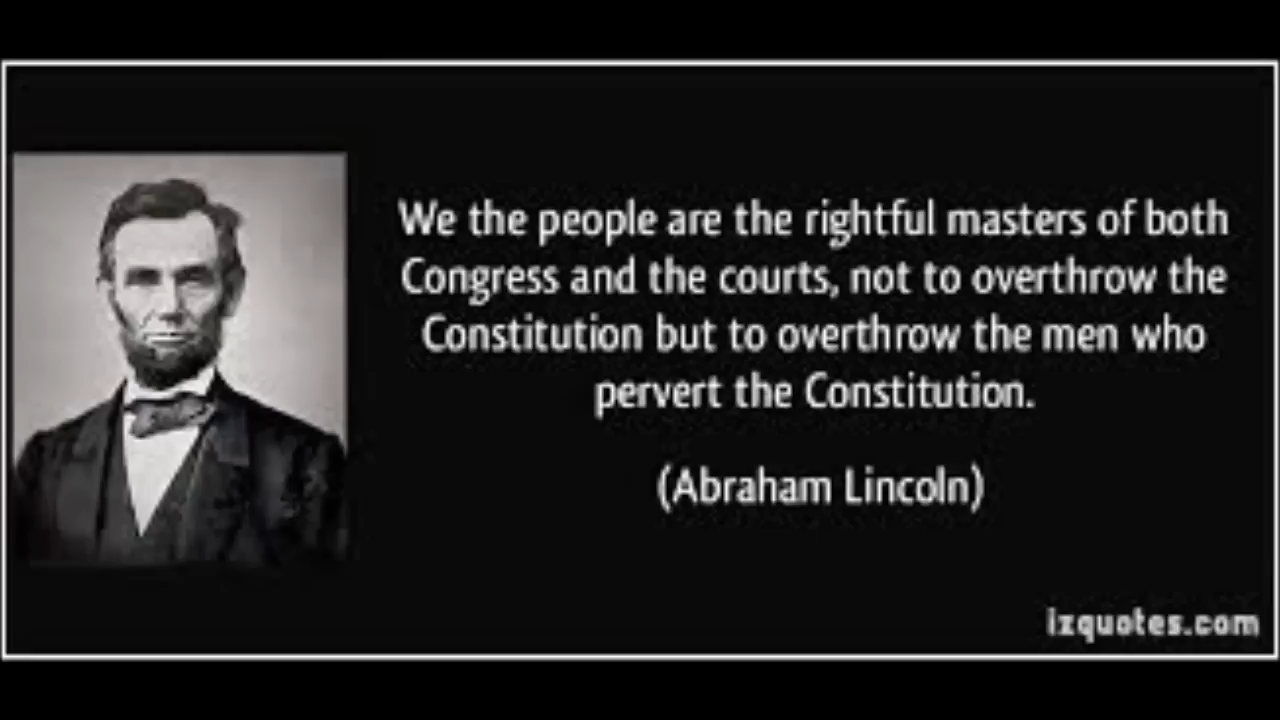 We the people are the rightful masters of both
Congress and the courts, not to overthrow the
Constitution but to overthrow the men who
pervert the Constitution.
(Abraham Lincoln)
izquotes.com